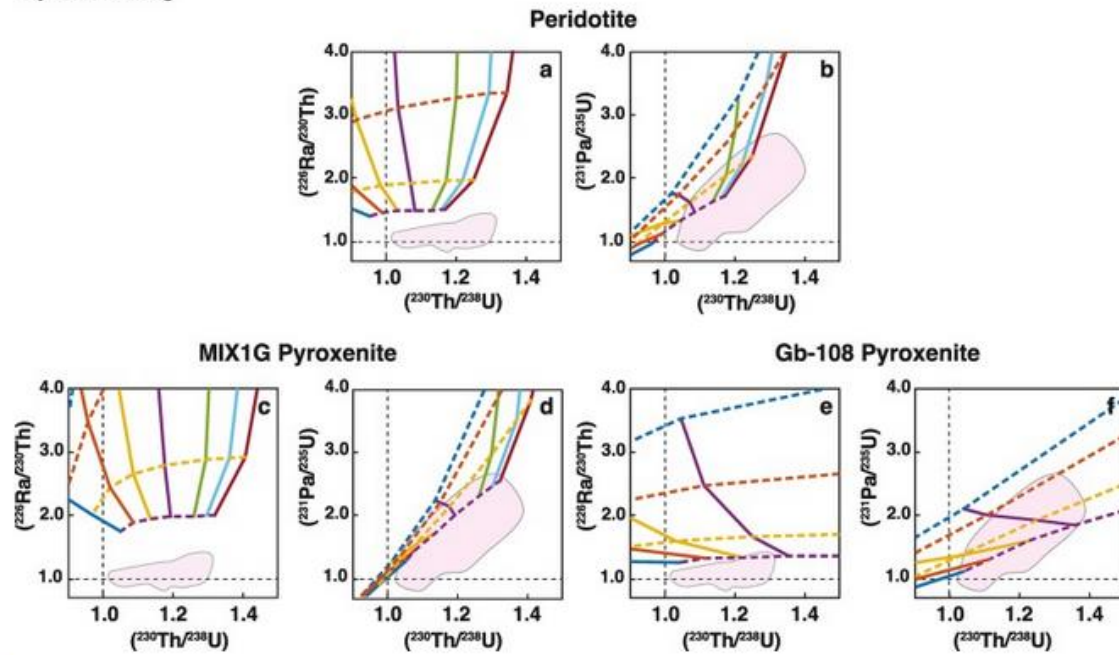 Peridotite
a
4.0
3.0
2.0
1.0
(²²⁶Ra/²³⁰Th)
1.0 1.2 1.4
(²³⁰Th/²³⁸U)
b
4.0
3.0
2.0
1.0
(²³¹Pa/²³⁵U)
1.0 1.2 1.4
(²³⁰Th/²³⁸U)
MIX1G Pyroxenite
c
4.0
3.0
2.0
1.0
(²²⁶Ra/²³⁰Th)
1.0 1.2 1.4
(²³⁰Th/²³⁸U)
d
4.0
3.0
2.0
1.0
(²³¹Pa/²³⁵U)
1.0 1.2 1.4
(²³⁰Th/²³⁸U)
Gb-108 Pyroxenite
e
4.0
3.0
2.0
1.0
(²²⁶Ra/²³⁰Th)
1.0 1.2 1.4
(²³⁰Th/²³⁸U)
f
4.0
3.0
2.0
1.0
(²³¹Pa/²³⁵U)
1.0 1.2 1.4
(²³⁰Th/²³⁸U)